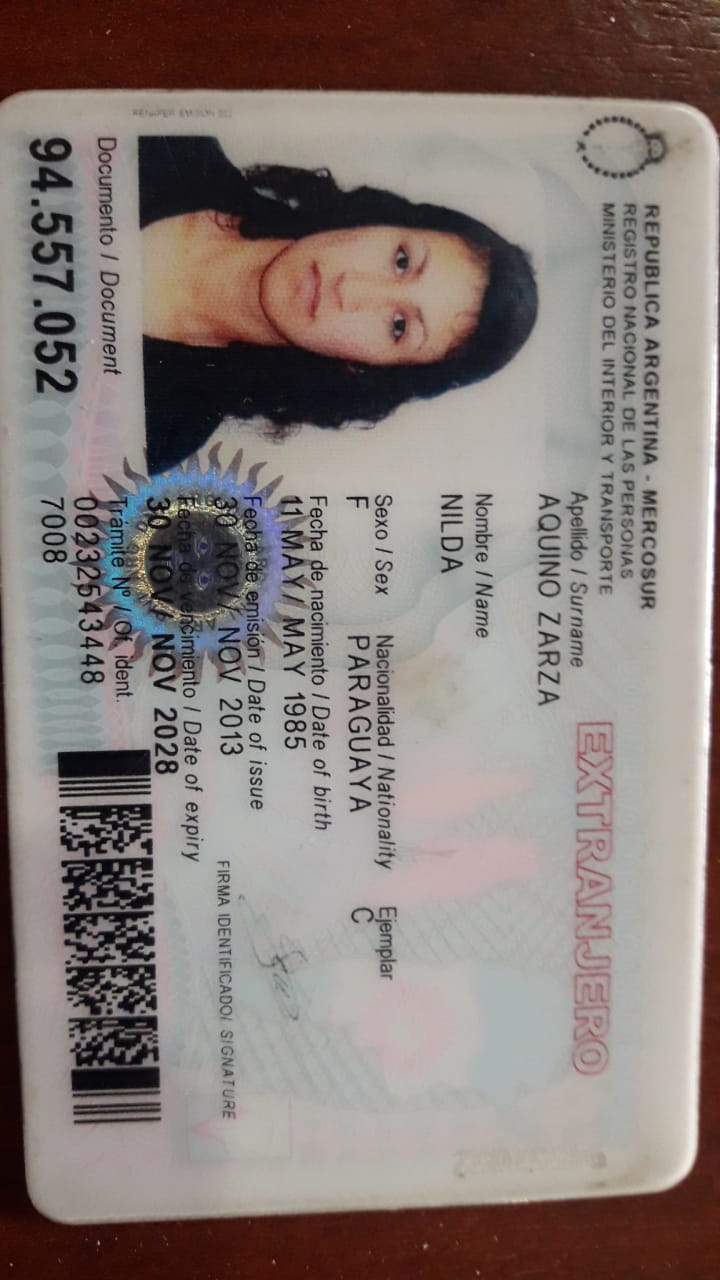 REPUBLICA ARGENTINA - MERCOSUR
REGISTRO NACIONAL DE LAS PERSONAS
MINISTERIO DEL INTERIOR Y TRANSPORTE
EXTRANJERO
Apellido / Surname
AQUINO ZARZA
Nombre / Name
NILDA
Sexo / Sex Nacionalidad / Nationality Ejemplar
F PARAGUAYA C
Fecha de nacimiento / Date of birth
11 MAY/ MAY 1985
Fecha de emisión / Date of issue
30 NOV/ NOV 2013
Fecha de vencimiento / Date of expiry
30 NOV/ NOV 2028
FIRMA IDENTIFICADO/ SIGNATURE
Trámite Nº / Of. ident.
00232543448
7008
Documento / Document
94.557.052